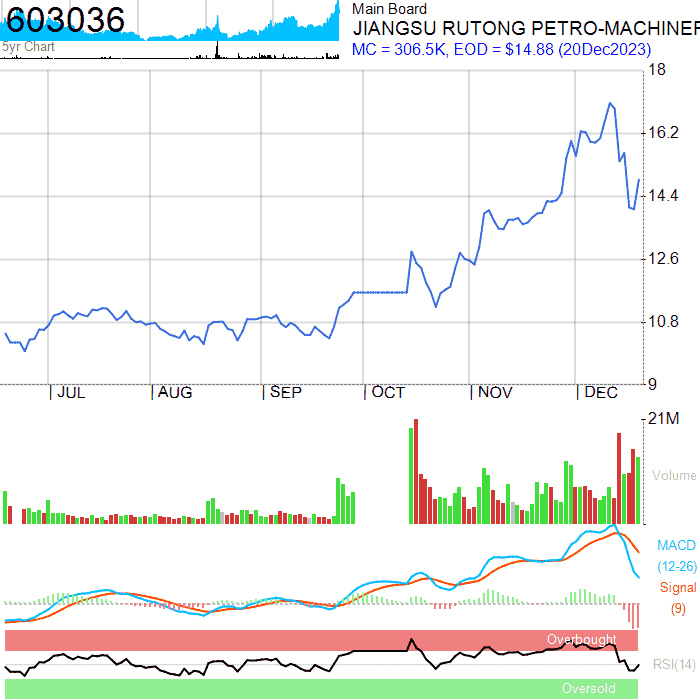 603036
5yr Chart
Main Board
JIANGSU RUTONG PETRO-MACHINER
MC = 306.5K, EOD = $14.88 (20Dec2023)
18
16.2
14.4
12.6
10.8
9
JUL
AUG
SEP
OCT
NOV
DEC
21M
Volume
MACD
(12-26)
Signal
(9)
Overbought
RSI(14)
Oversold